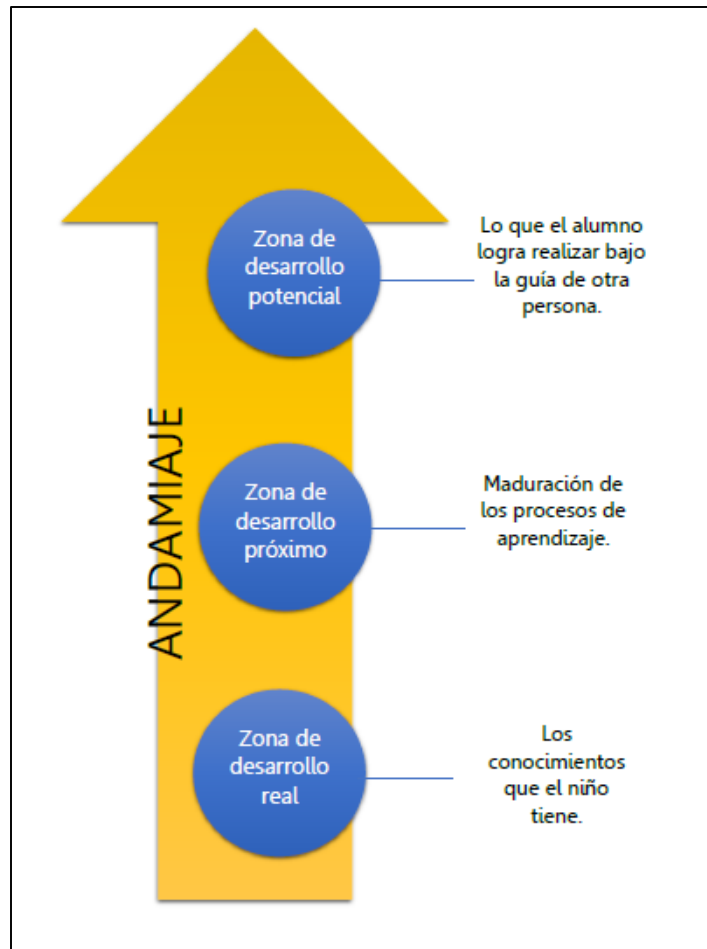 Zona de
desarrollo
potencial
Lo que el alumno
logra realizar bajo
la guía de otra
persona.
ANDAMIAJE
Zona de
desarrollo
próximo
Maduración de
los procesos de
aprendizaje.
Zona de
desarrollo
real
Los
conocimientos
que el niño
tiene.